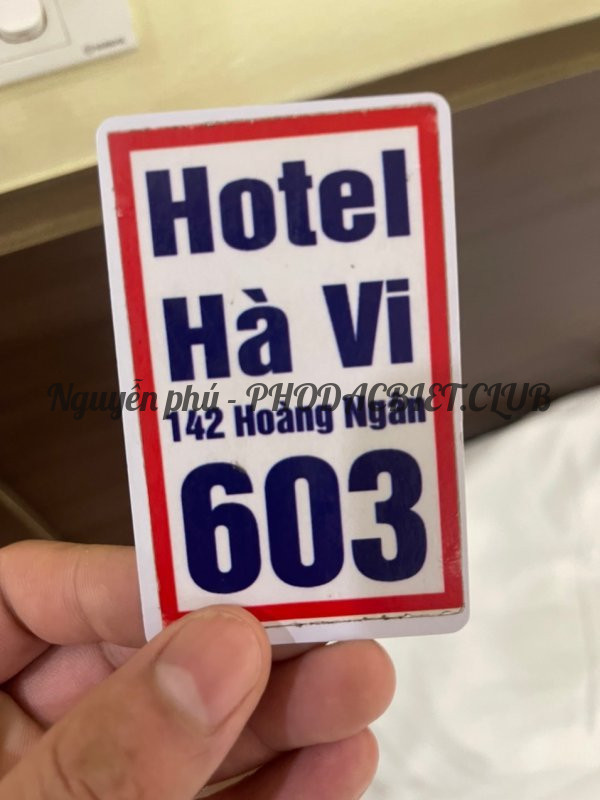 Hotel
Hà Vi
Nguyễn phú - PHODACBIET.CLUB
142 Hoàng Ngân
603